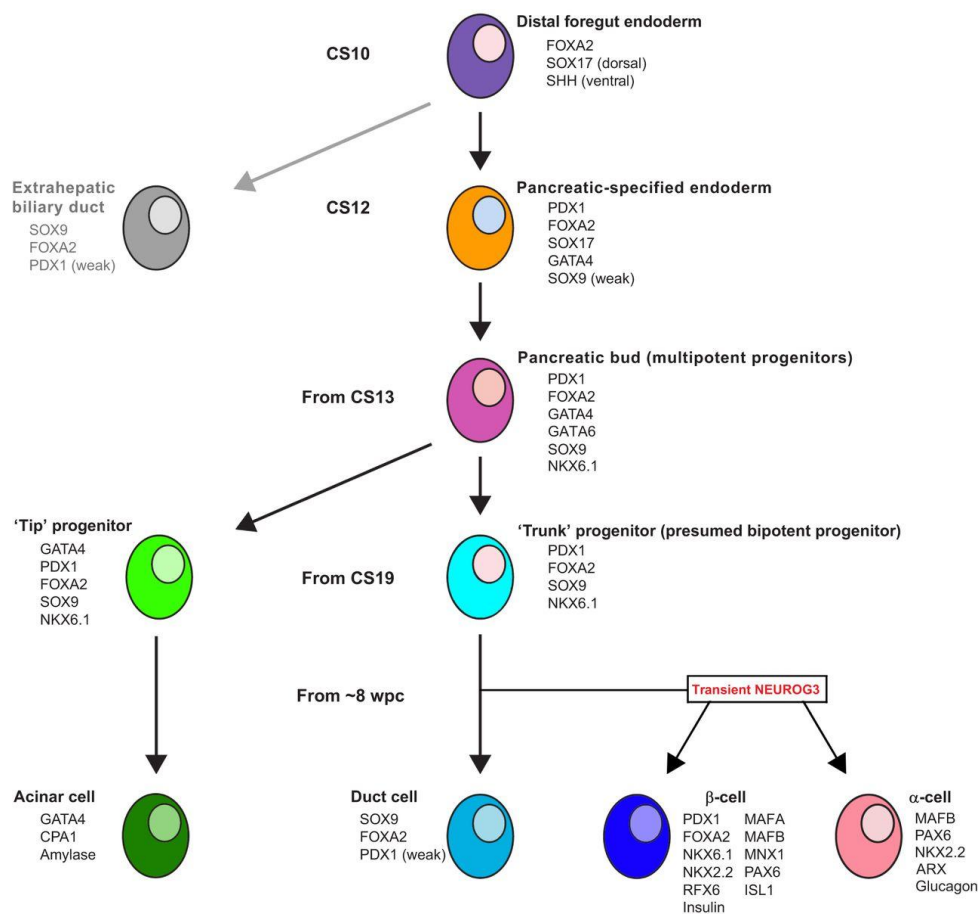 Distal foregut endoderm
CS10
FOXA2
SOX17 (dorsal)
SHH (ventral)
Extrahepatic
biliary duct
SOX9
FOXA2
PDX1 (weak)
CS12
Pancreatic-specified endoderm
PDX1
FOXA2
SOX17
GATA4
SOX9 (weak)
From CS13
Pancreatic bud (multipotent progenitors)
PDX1
FOXA2
GATA4
GATA6
SOX9
NKX6.1
'Tip' progenitor
GATA4
PDX1
FOXA2
SOX9
NKX6.1
From CS19
'Trunk' progenitor (presumed bipotent progenitor)
PDX1
FOXA2
SOX9
NKX6.1
From ~8 wpc
Transient NEUROG3
Acinar cell
GATA4
CPA1
Amylase
Duct cell
SOX9
FOXA2
PDX1 (weak)
β-cell
PDX1 MAFA
FOXA2 MAFB
NKX6.1 MNX1
NKX2.2 PAX6
RFX6 ISL1
Insulin
α-cell
MAFB
PAX6
NKX2.2
ARX
Glucagon